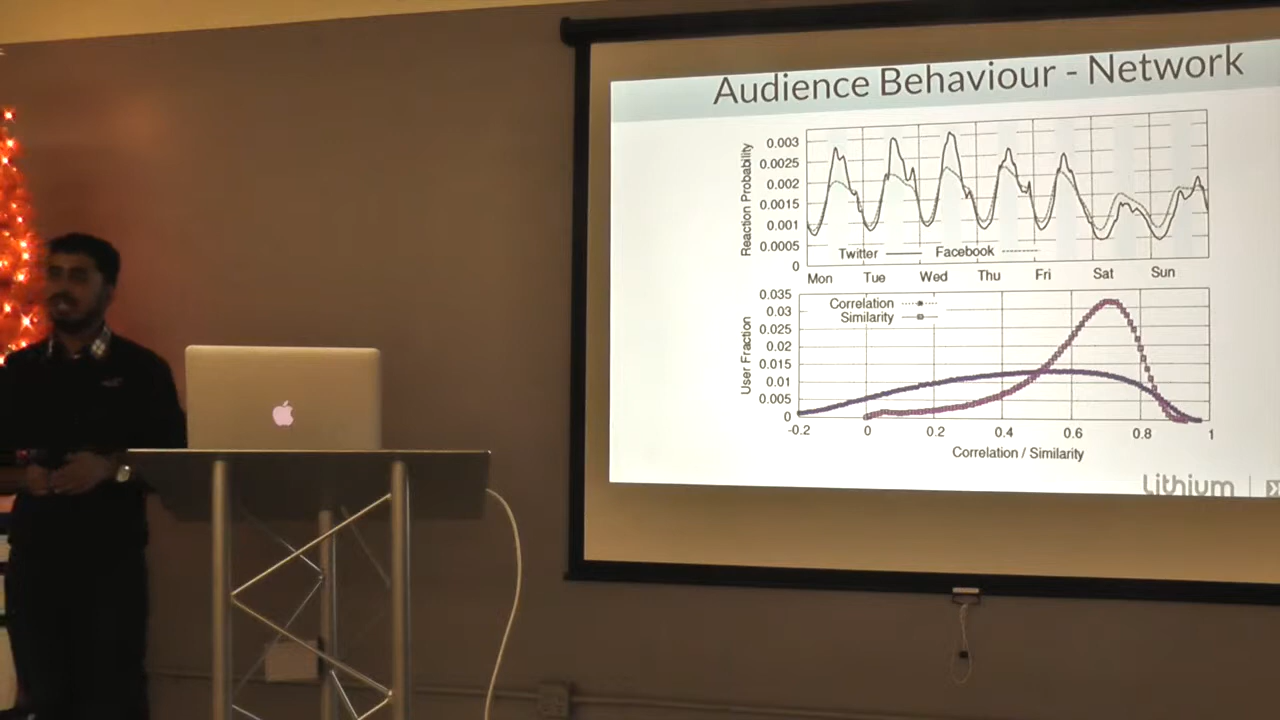 Audience Behaviour - Network
Reaction Probability
0.003
0.0025
0.002
0.0015
0.001
0.0005
0
Twitter Facebook
Mon Tue Wed Thu Fri Sat Sun
User Fraction
0.035
0.03
0.025
0.02
0.015
0.01
0.005
0
Correlation
Similarity
-0.2 0 0.2 0.4 0.6 0.8 1
Correlation / Similarity
Lithium